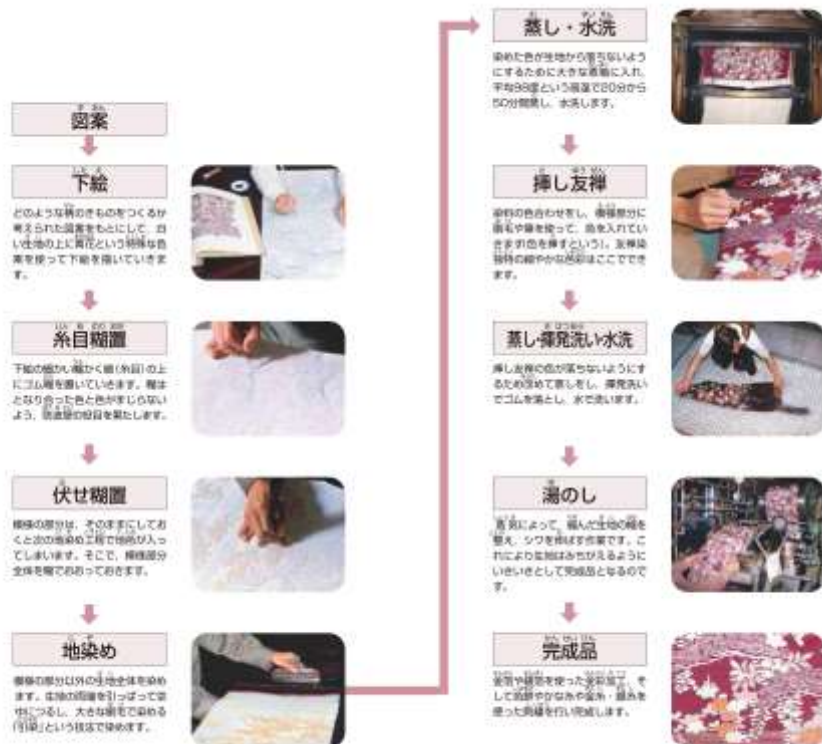 図案
下絵
どのような柄のきものをつくるか
考えられた図案をもとにして、白
い生地の上に青花という特殊な色
素を使って下絵を描いていきま
す。
糸目糊置
下絵の細かい幅かく線(糸目)の上
にゴム糊を置いていきます。糊は
となり合った色と色がまじらない
よう、防波堤の役目を果たします。
伏せ糊置
模様の部分は、そのままにしてお
くと次の地染め工程で地色が入っ
てしまいます。そこで、模様部分
全体を糊でおおっておきます。
地染め
模様の部分以外の生地全体を染め
ます。生地の両端を引っぱって空
中につるし、大きな刷毛で染める
「引染」という技法で染めます。
蒸し・水洗
染めた色が生地から落ちないよう
にするために大きな蒸箱に入れ、
平均98度という高温で20分から
50分間蒸し、水洗します。
挿し友禅
染料の色合わせをし、模様部分に
刷毛や筆を使って、色を入れてい
きます(色を挿すという)。友禅染
独特の細やかな色彩はここででき
ます。
蒸し・揮発洗い・水洗
挿し友禅の色が落ちないようにす
るため改めて蒸しをし、揮発洗い
でゴムを落とし、水で洗います。
湯のし
蒸気によって、縮んだ生地の幅を
整え、シワを伸ばす作業です。こ
れにより生地はみちがえるように
いきいきとして完成品となるので
す。
完成品
金箔や銀箔を使った金彩加工、そ
して色鮮やかな糸や金糸・銀糸を
使った刺繍を行い完成します。